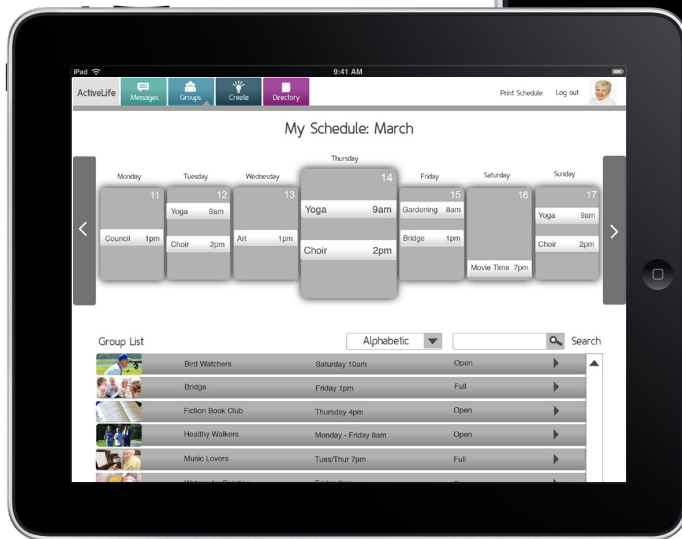 iPad 9:41 AM
ActiveLife Messages Groups Create Directory Print Schedule Log out
My Schedule: March
Monday Tuesday Wednesday Thursday Friday Saturday Sunday
11 12 13 14 15 16 17
Yoga 9am Yoga 9am Gardening 8am Yoga 9am
Council 1pm Choir 2pm Art 1pm Choir 2pm Bridge 1pm Choir 2pm
Movie Time 7pm
Group List Alphabetic Search
Bird Watchers Saturday 10am Open
Bridge Friday 1pm Full
Fiction Book Club Thursday 4pm Open
Healthy Walkers Monday - Friday 8am Open
Music Lovers Tues/Thur 7pm Full